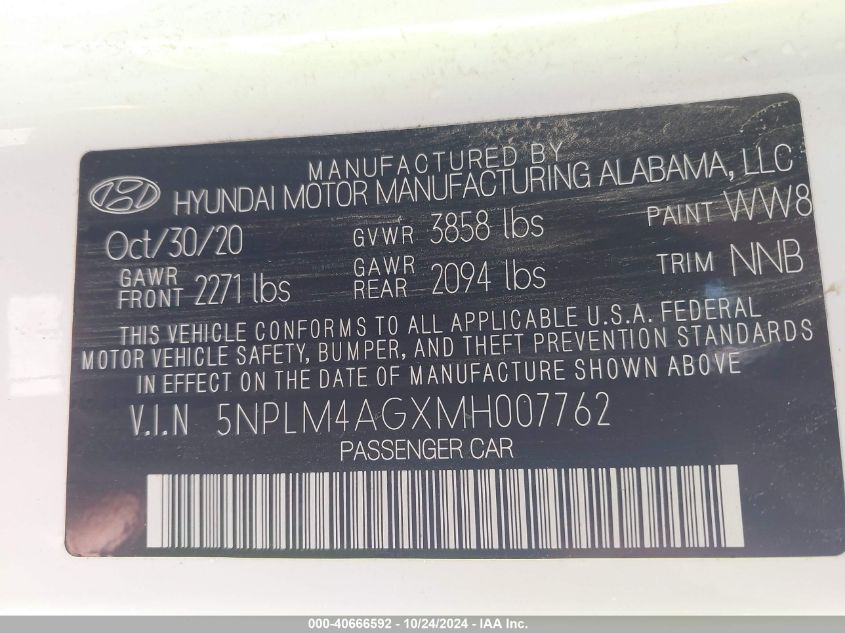 MANUFACTURED BY
HYUNDAI MOTOR MANUFACTURING ALABAMA, LLC
Oct/30/20 GVWR 3858 lbs PAINT WW8
GAWR FRONT 2271 lbs GAWR REAR 2094 lbs TRIM NNB
THIS VEHICLE CONFORMS TO ALL APPLICABLE U.S.A. FEDERAL
MOTOR VEHICLE SAFETY, BUMPER, AND THEFT PREVENTION STANDARDS
IN EFFECT ON THE DATE OF MANUFACTURE SHOWN ABOVE
V.I.N 5NPLM4AGXMH007762
PASSENGER CAR
000-40666592 - 10/24/2024 - IAA Inc.